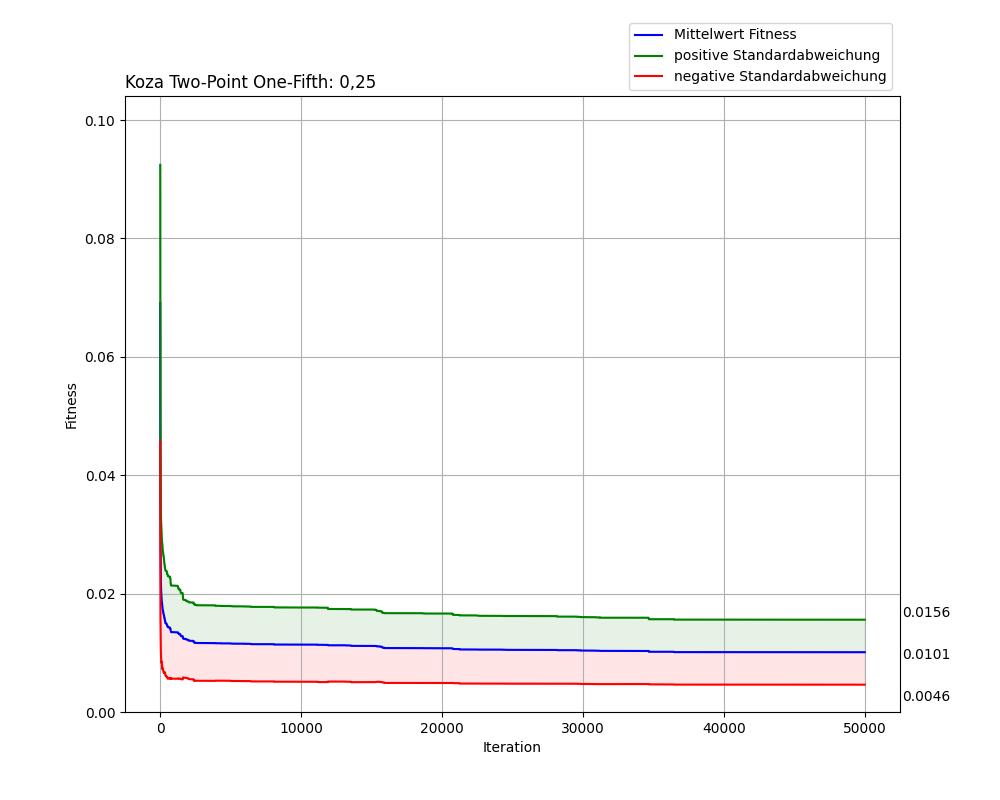 Mittelwert Fitness
positive Standardabweichung
negative Standardabweichung
Koza Two-Point One-Fifth: 0,25
0.10
0.08
0.06
0.04
0.02
0.00
Fitness
0.0156
0.0101
0.0046
0 10000 20000 30000 40000 50000
Iteration